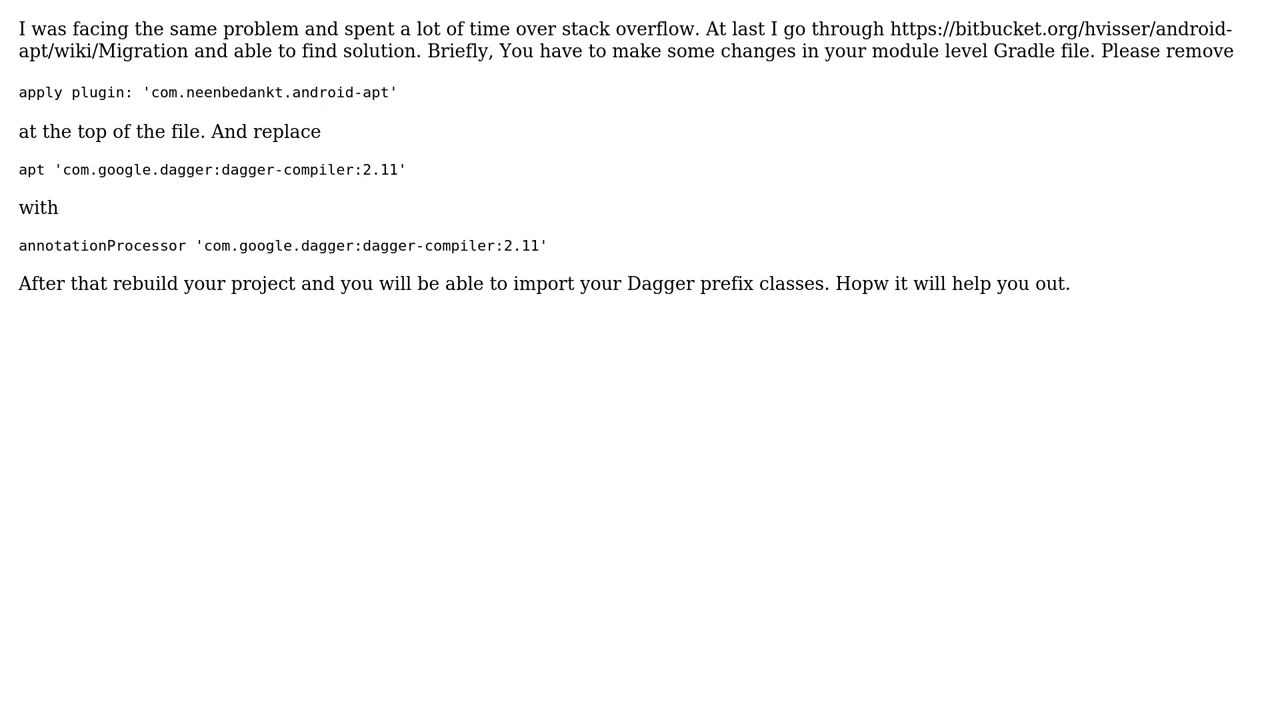 I was facing the same problem and spent a lot of time over stack overflow. At last I go through https://bitbucket.org/hvisser/android-
apt/wiki/Migration and able to find solution. Briefly, You have to make some changes in your module level Gradle file. Please remove
apply plugin: 'com.neenbedankt.android-apt'
at the top of the file. And replace
apt 'com.google.dagger:dagger-compiler:2.11'
with
annotationProcessor 'com.google.dagger:dagger-compiler:2.11'
After that rebuild your project and you will be able to import your Dagger prefix classes. Hopw it will help you out.